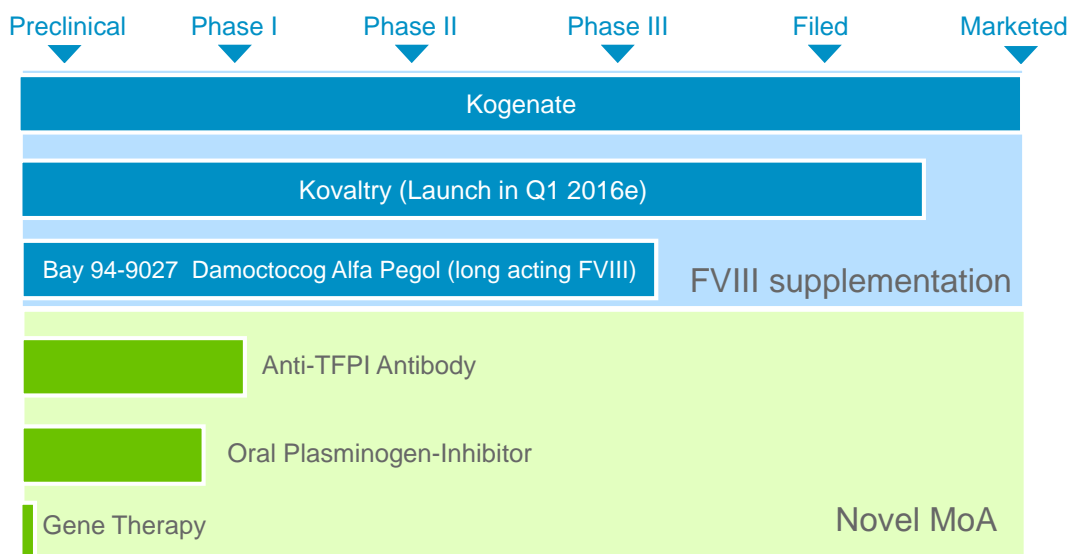 Preclinical Phase I Phase II Phase III Filed Marketed
Kogenate
Kovaltry (Launch in Q1 2016e)
Bay 94-9027 Damoctocog Alfa Pegol (long acting FVIII)
FVIII supplementation
Anti-TFPI Antibody
Oral Plasminogen-Inhibitor
Gene Therapy
Novel MoA